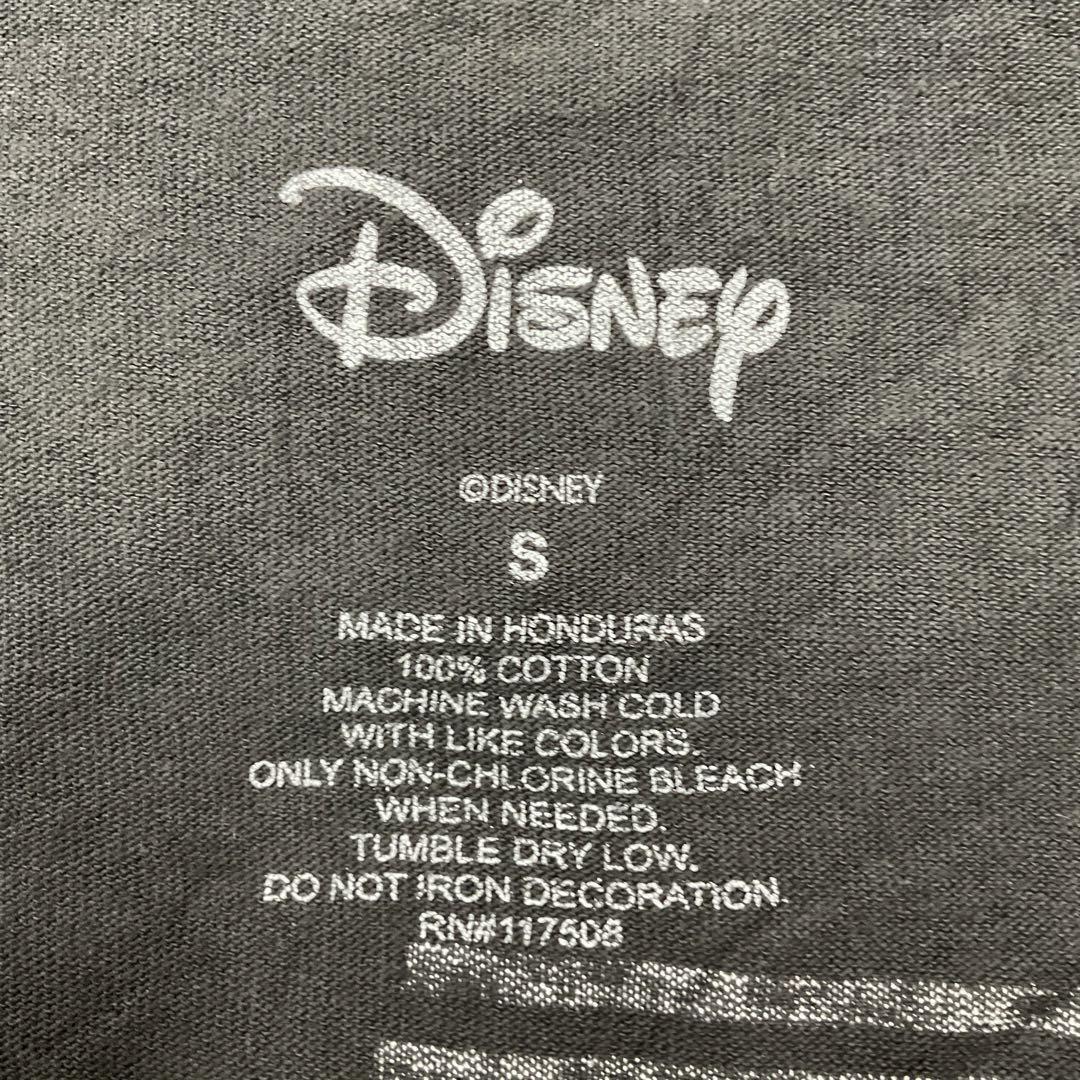 Disney
©DISNEY
S
MADE IN HONDURAS
100% COTTON
MACHINE WASH COLD
WITH LIKE COLORS.
ONLY NON-CHLORINE BLEACH
WHEN NEEDED.
TUMBLE DRY LOW.
DO NOT IRON DECORATION.
RN#117508